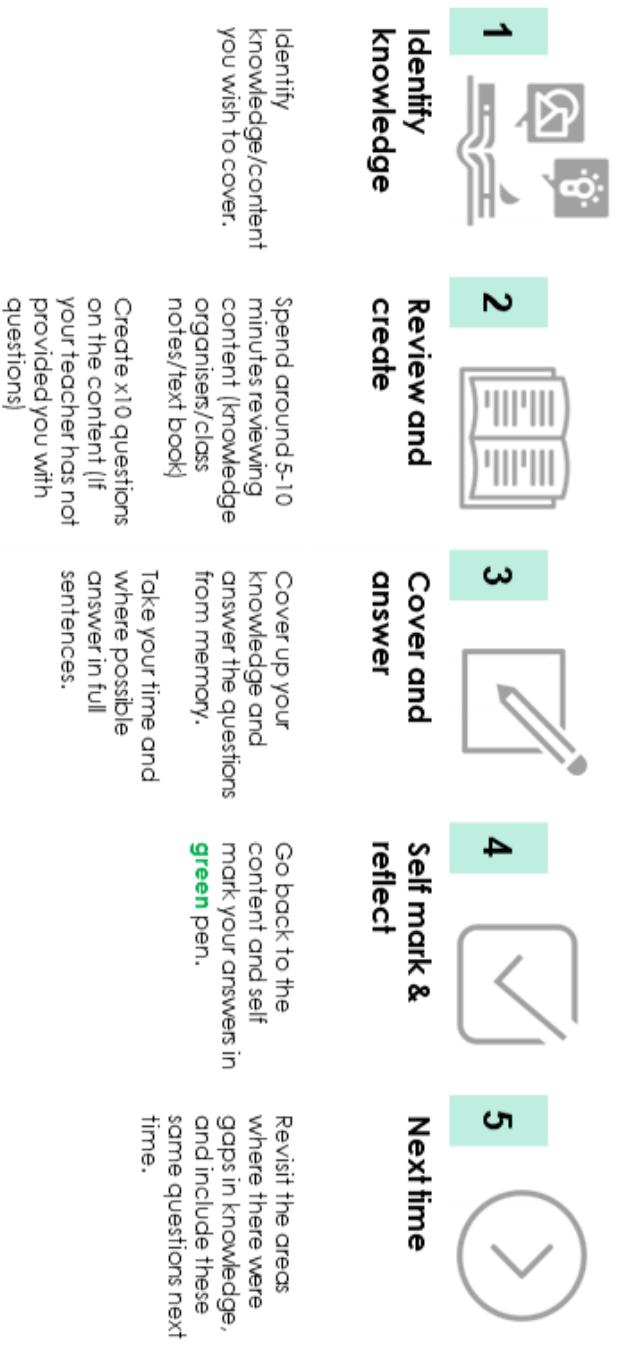 1
Identify
knowledge
Identify
knowledge/content
you wish to cover.
2
Review and
create
Spend around 5-10
minutes reviewing
content (knowledge
organisers/class
notes/text book)
Create x10 questions
on the content (If
your teacher has not
provided you with
questions)
3
Cover and
answer
Cover up your
knowledge and
answer the questions
from memory.
Take your time and
where possible
answer in full
sentences.
4
Self mark &
reflect
Go back to the
content and self
mark your answers in
green pen.
5
Next time
Revisit the areas
where there were
gaps in knowledge,
and include these
same questions next
time.